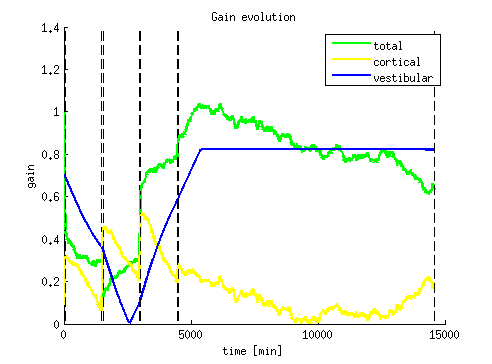 Gain evolution
total
cortical
vestibular
1.4
1.2
1
0.8
0.6
0.4
0.2
0
gain
0 5000 10000 15000
time [min]